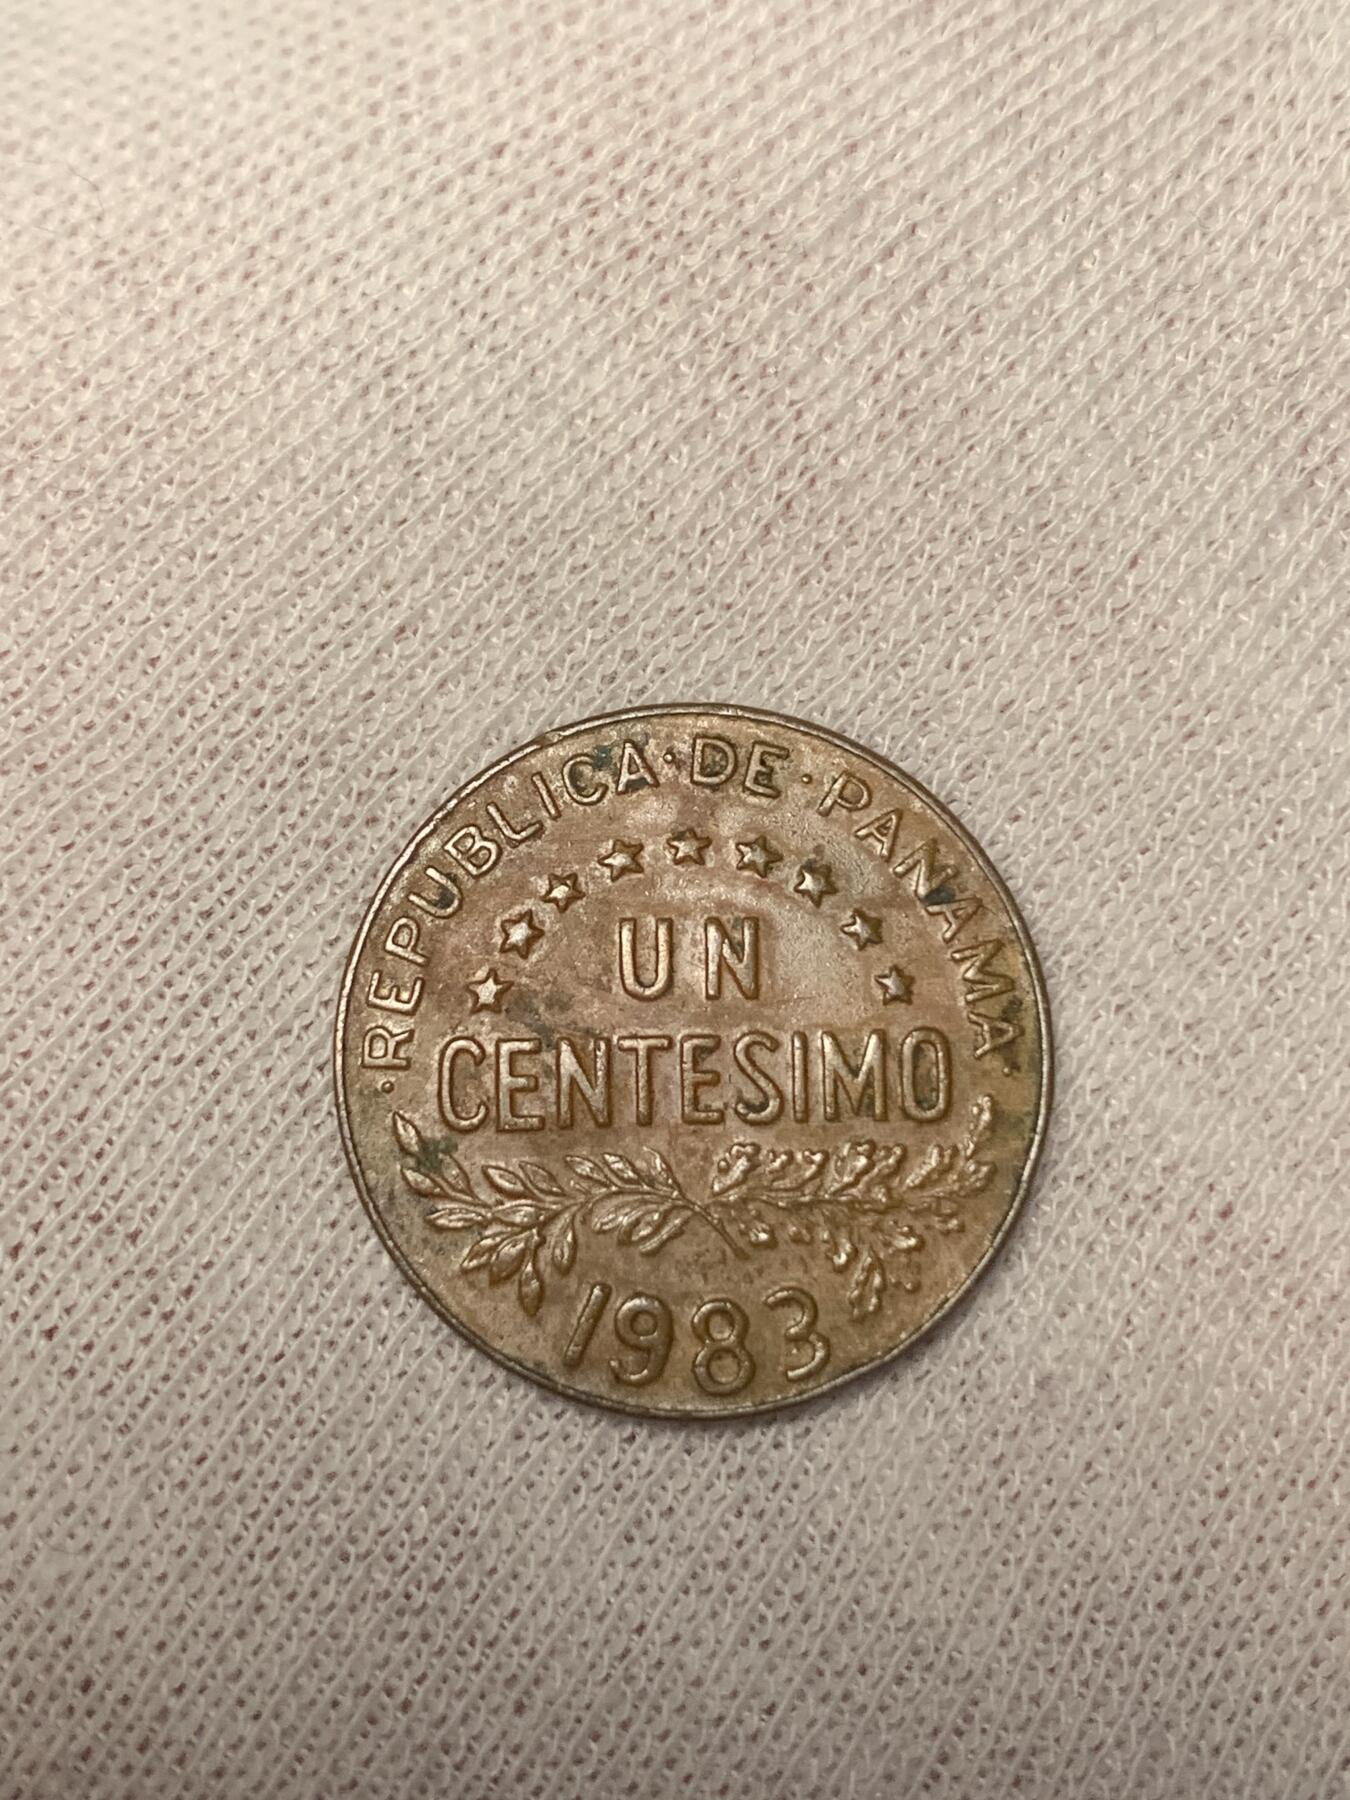 ·REPUBLICA·DE·PANAMA·
UN
CENTESIMO
1983